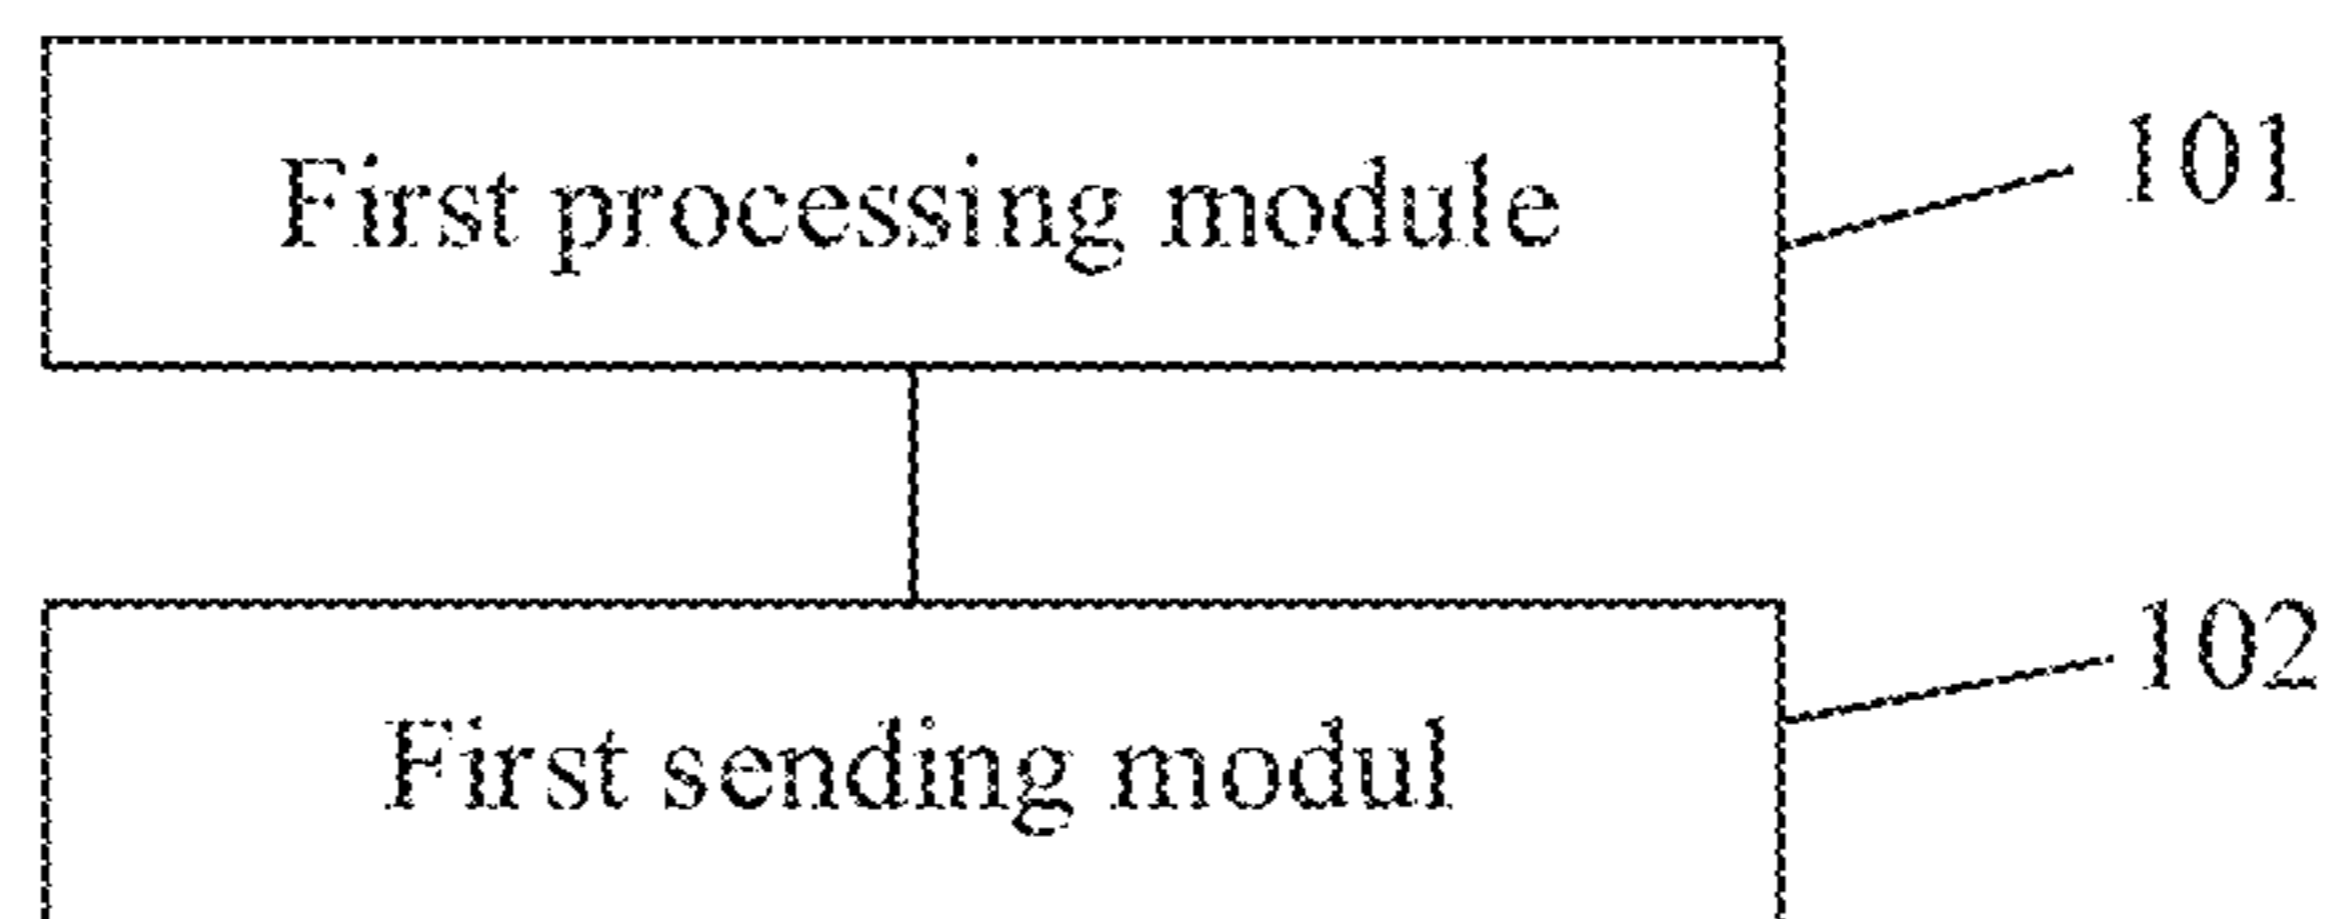 First processing module
101
102
First sending modul